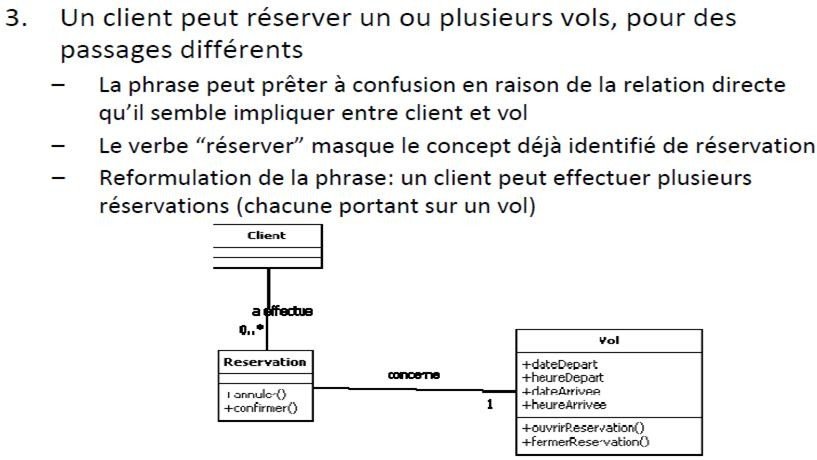 3. Un client peut réserver un ou plusieurs vols, pour des
passages différents
– La phrase peut prêter à confusion en raison de la relation directe
qu'il semble impliquer entre client et vol
– Le verbe “réserver” masque le concept déjà identifié de réservation
– Reformulation de la phrase: un client peut effectuer plusieurs
réservations (chacune portant sur un vol)
Client
a effectue
0..*
Reservation
+annuler()
+confirmer()
concerne
1
Vol
+dateDepart
+heureDepart
+dateArrivee
+heureArrivee
+ouvrirReservation()
+fermerReservation()